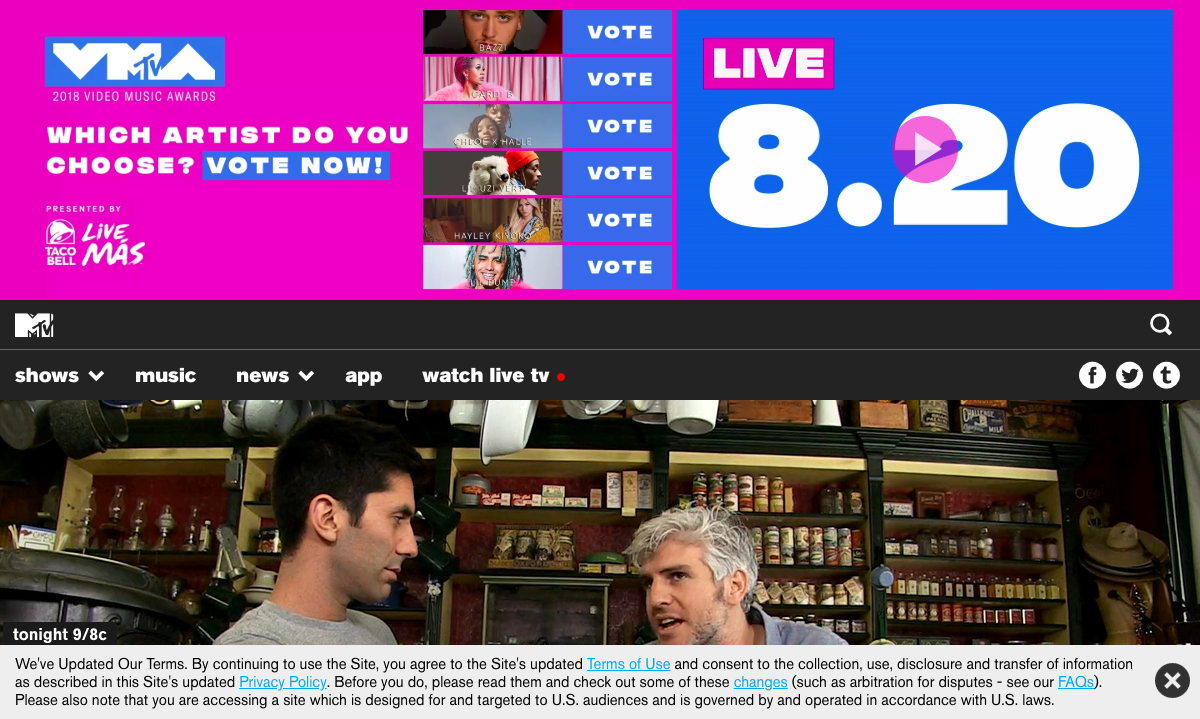 VMA
MTV
2018 VIDEO MUSIC AWARDS
WHICH ARTIST DO YOU
CHOOSE? VOTE NOW!
PRESENTED BY
TACO
BELL
LiVE
MÁS
BAZZI
VOTE
CARDI B
VOTE
CHLOE X HALLE
VOTE
LIL UZI VERT
VOTE
HAYLEY KIYOKO
VOTE
LIL PUMP
VOTE
LIVE
8.20
MTV
shows
music
news
app
watch live tv
CHALLENGE
MILK
tonight 9/8c
We've Updated Our Terms. By continuing to use the Site, you agree to the Site's updated Terms of Use and consent to the collection, use, disclosure and transfer of information
as described in this Site's updated Privacy Policy. Before you do, please read them and check out some of these changes (such as arbitration for disputes - see our FAQs).
Please also note that you are accessing a site which is designed for and targeted to U.S. audiences and is governed by and operated in accordance with U.S. laws.